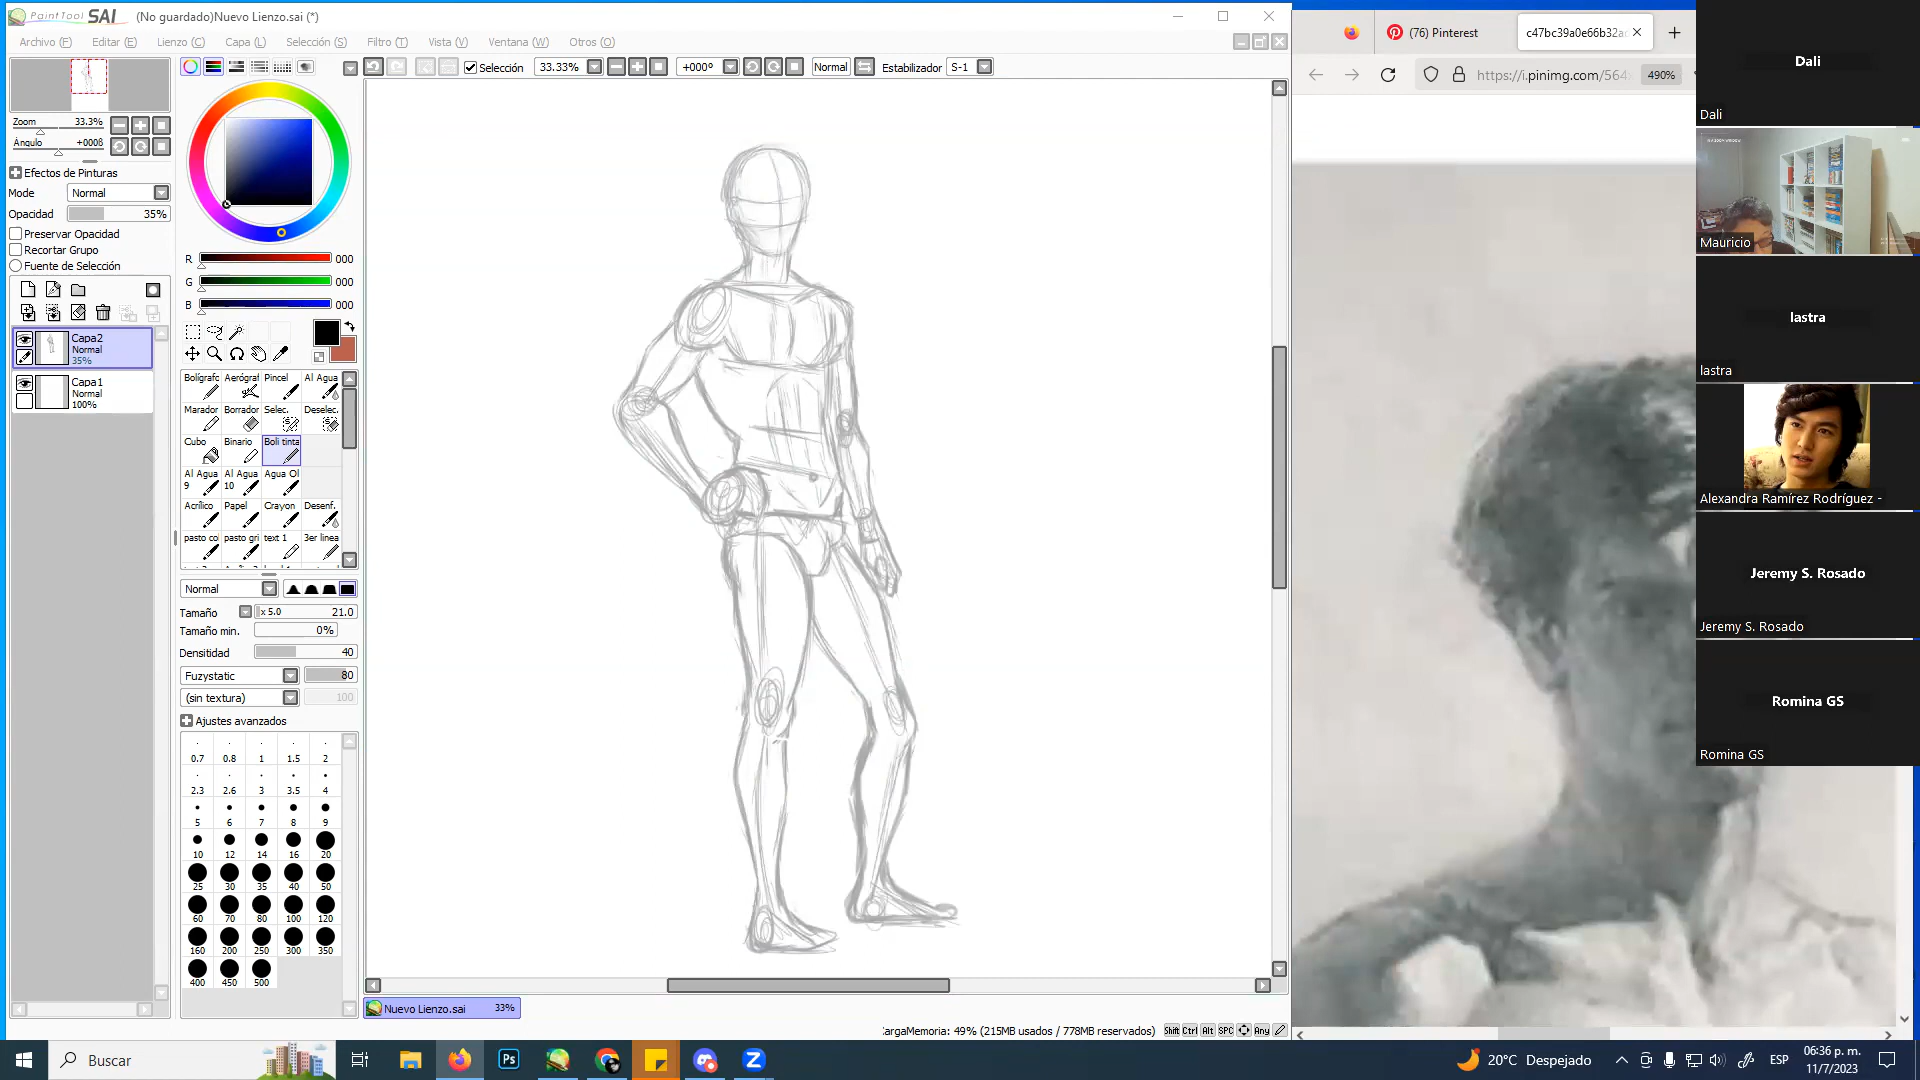 PaintTool SAI (No guardado)Nuevo Lienzo.sai (*)
Archivo (F) Editar (E) Lienzo (C) Capa (L) Selección (S) Filtro (T) Vista (V) Ventana (W) Otros (O)
Selección 33.33% +000º Normal Estabilizador S-1
Zoom 33.3%
Ángulo +000ß
Efectos de Pinturas
Mode Normal
Opacidad 35%
Preservar Opacidad
Recortar Grupo
Fuente de Selección
Capa2
Normal
35%
Capa1
Normal
100%
R 000
G 000
B 000
Bolígrafo Aerógraf Pincel Al Agua
Marador Borrador Selec. Deselec.
Cubo Binario Boli tinta
Al Agua 9 Al Agua 10 Agua Ol
Acrílico Papel Crayon Desenf.
pasto col pasto gri text 1 3er linea
Normal
Tamaño x 5.0 21.0
Tamaño min. 0%
Densitidad 40
Fuzystatic 80
(sin textura) 100
Ajustes avanzados
0.7 0.8 1 1.5 2
2.3 2.6 3 3.5 4
5 6 7 8 9
10 12 14 16 20
25 30 35 40 50
60 70 80 100 120
160 200 250 300 350
400 450 500
Nuevo Lienzo.sai 33%
:argaMemoria: 49% (215MB usados / 778MB reservados) Shift Ctrl Alt SPC Any
(76) Pinterest
c47bc39a0e66b32a
https://i.pinimg.com/564 490%
Dali
Dali
Mauricio
lastra
lastra
Alexandra Ramírez Rodríguez -
Jeremy S. Rosado
Jeremy S. Rosado
Romina GS
Romina GS
Buscar
Ps
20°C Despejado
ESP
06:36 p. m.
11/7/2023